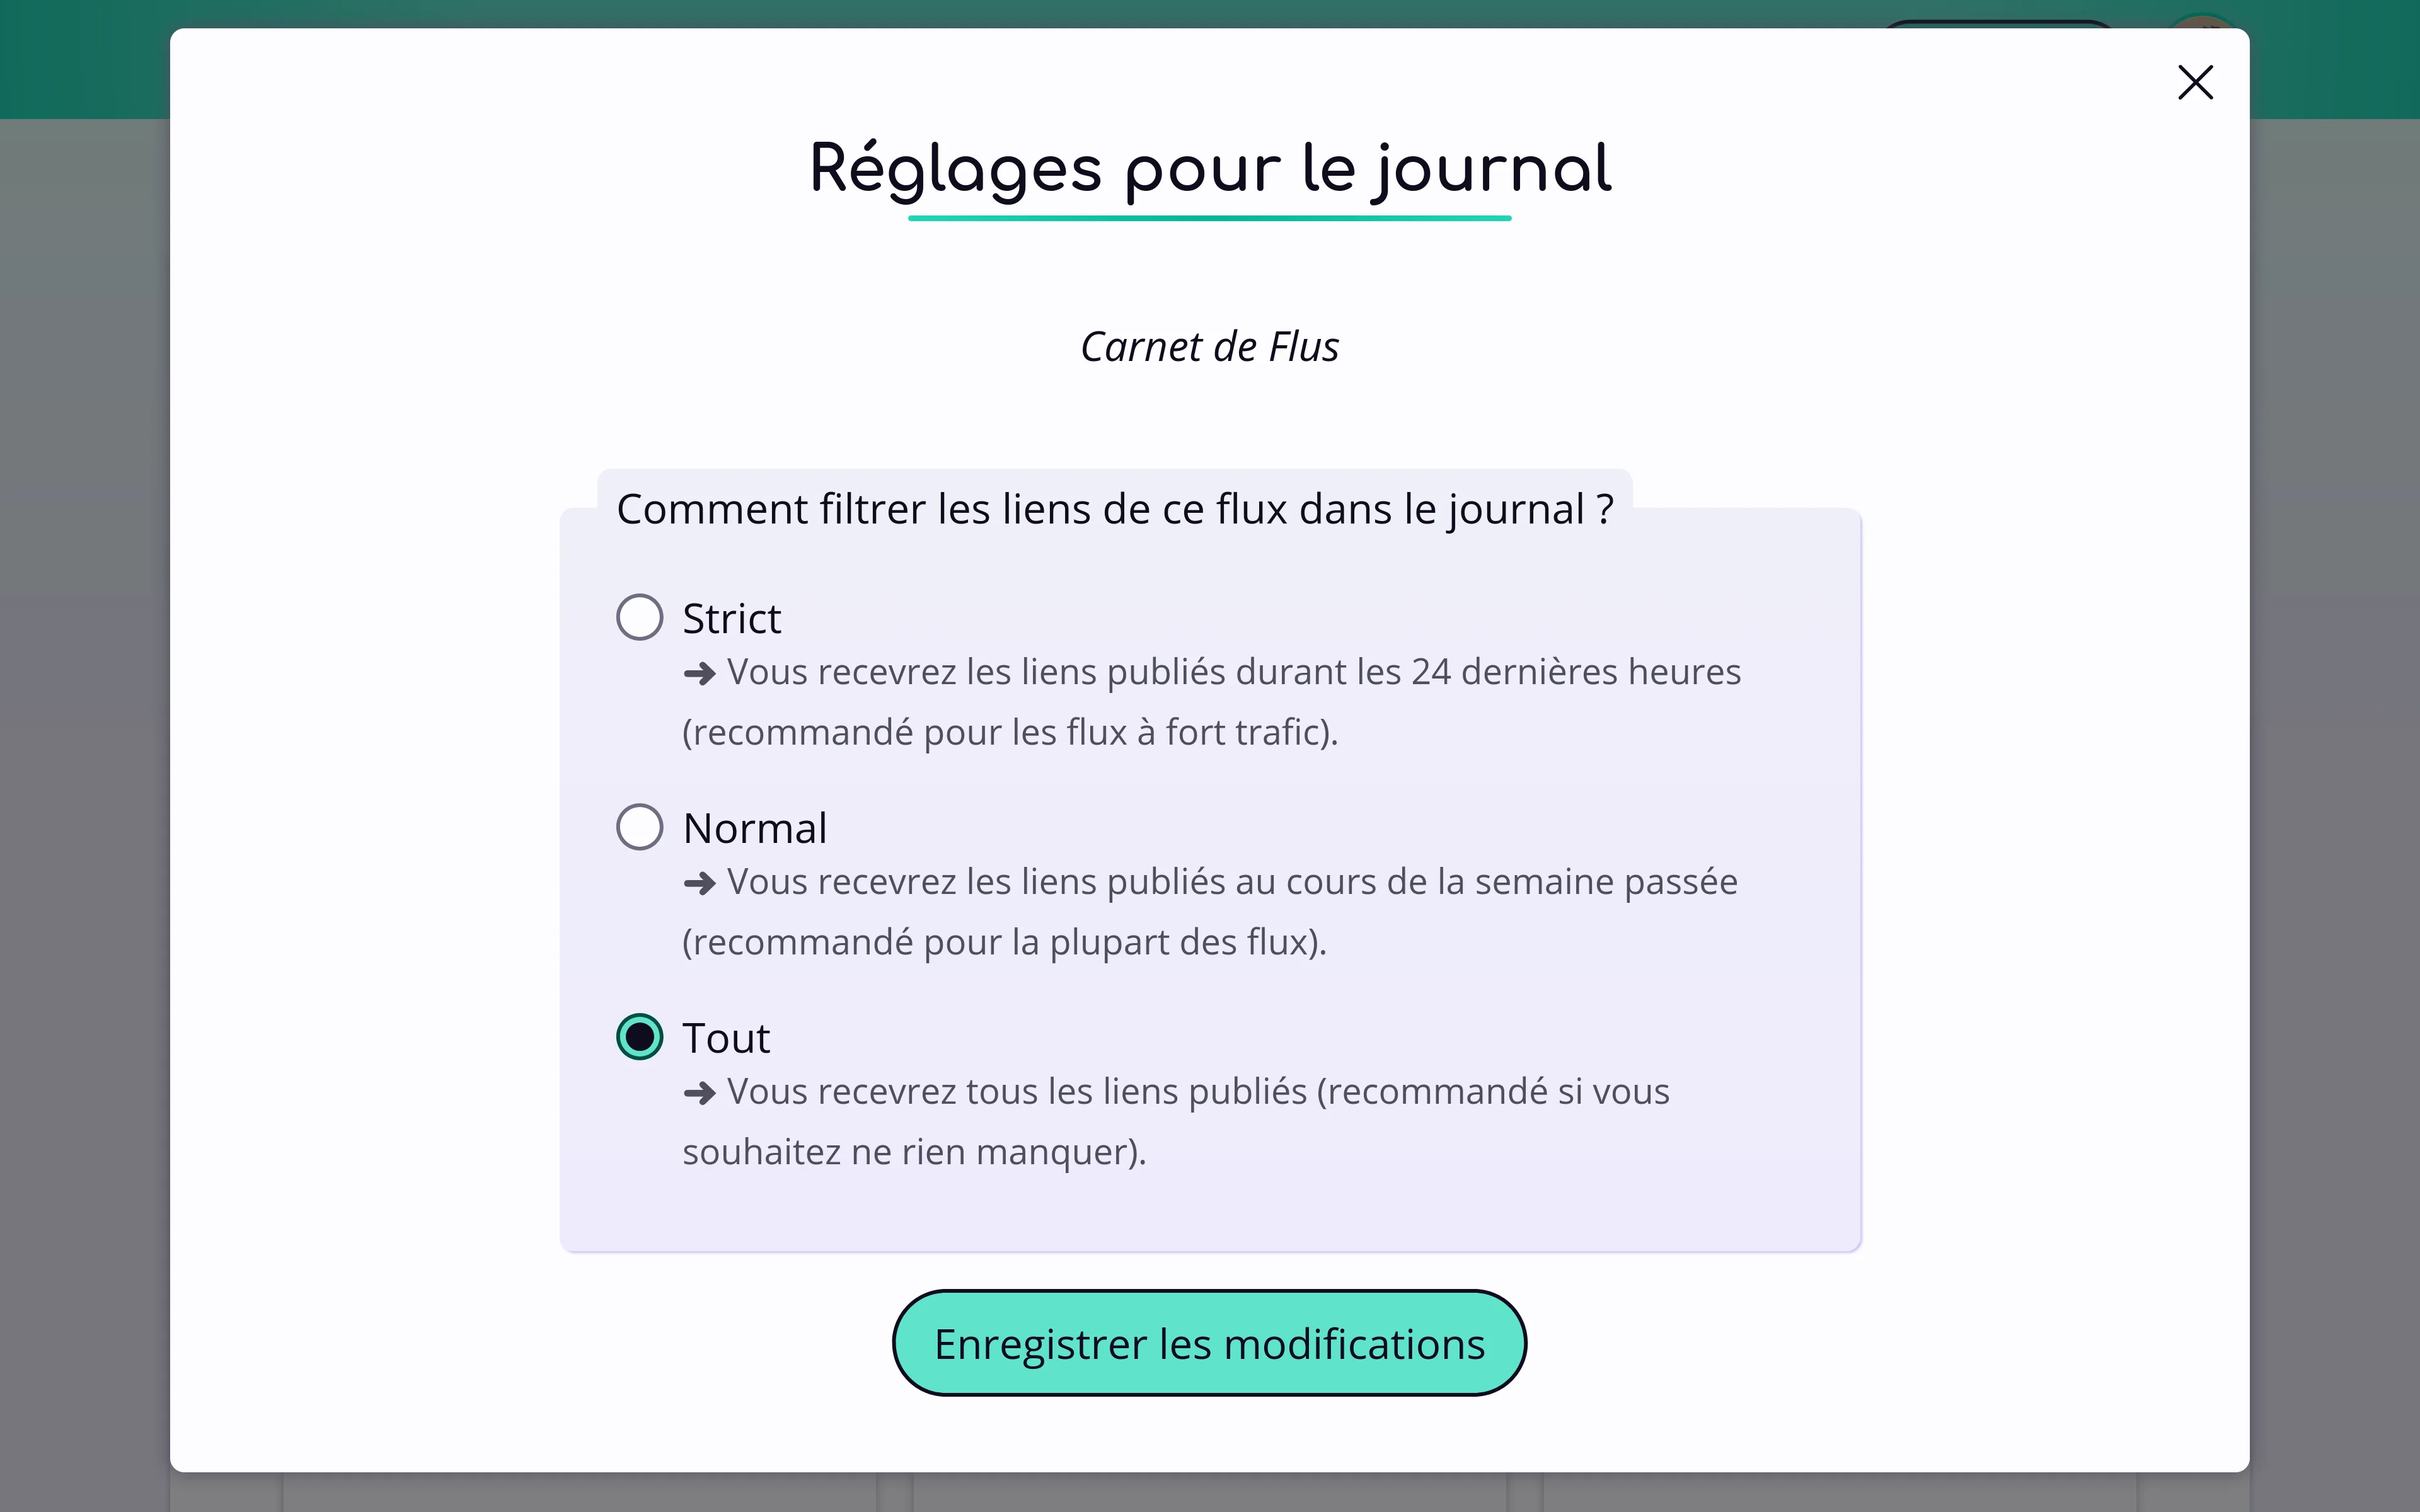 Réglages pour le journal
Carnet de Flus
Comment filtrer les liens de ce flux dans le journal ?
Strict
➔ Vous recevrez les liens publiés durant les 24 dernières heures
(recommandé pour les flux à fort trafic).
Normal
➔ Vous recevrez les liens publiés au cours de la semaine passée
(recommandé pour la plupart des flux).
Tout
➔ Vous recevrez tous les liens publiés (recommandé si vous
souhaitez ne rien manquer).
Enregistrer les modifications